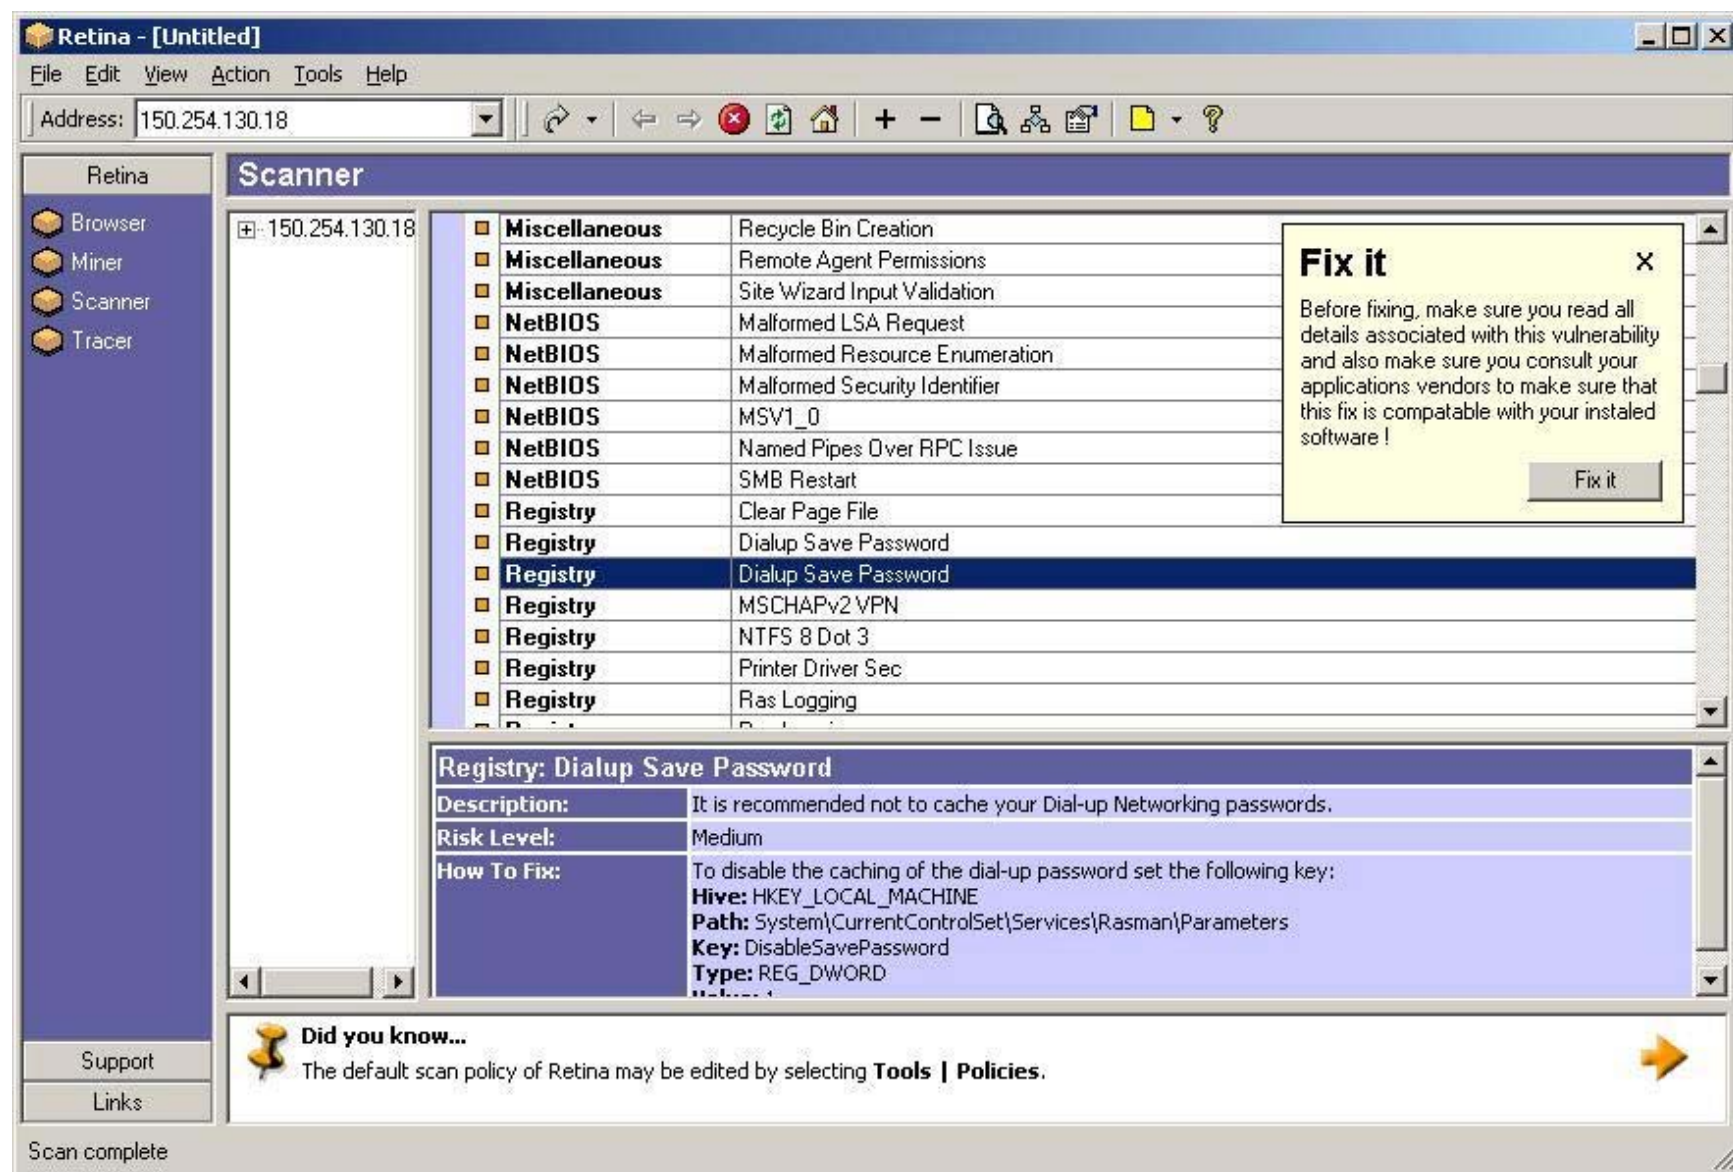 Retina - [Untitled]
File Edit View Action Tools Help
Address: 150.254.130.18
Retina
Browser
Miner
Scanner
Tracer
Support
Links
Scanner
150.254.130.18
Miscellaneous Recycle Bin Creation
Miscellaneous Remote Agent Permissions
Miscellaneous Site Wizard Input Validation
NetBIOS Malformed LSA Request
NetBIOS Malformed Resource Enumeration
NetBIOS Malformed Security Identifier
NetBIOS MSV1_0
NetBIOS Named Pipes Over RPC Issue
NetBIOS SMB Restart
Registry Clear Page File
Registry Dialup Save Password
Registry Dialup Save Password
Registry MSCHAPv2 VPN
Registry NTFS 8 Dot 3
Registry Printer Driver Sec
Registry Ras Logging
Fix it
Before fixing, make sure you read all
details associated with this vulnerability
and also make sure you consult your
applications vendors to make sure that
this fix is compatable with your instaled
software !
Fix it
Registry: Dialup Save Password
Description: It is recommended not to cache your Dial-up Networking passwords.
Risk Level: Medium
How To Fix: To disable the caching of the dial-up password set the following key:
Hive: HKEY_LOCAL_MACHINE
Path: System\CurrentControlSet\Services\Rasman\Parameters
Key: DisableSavePassword
Type: REG_DWORD
Did you know...
The default scan policy of Retina may be edited by selecting Tools | Policies.
Scan complete